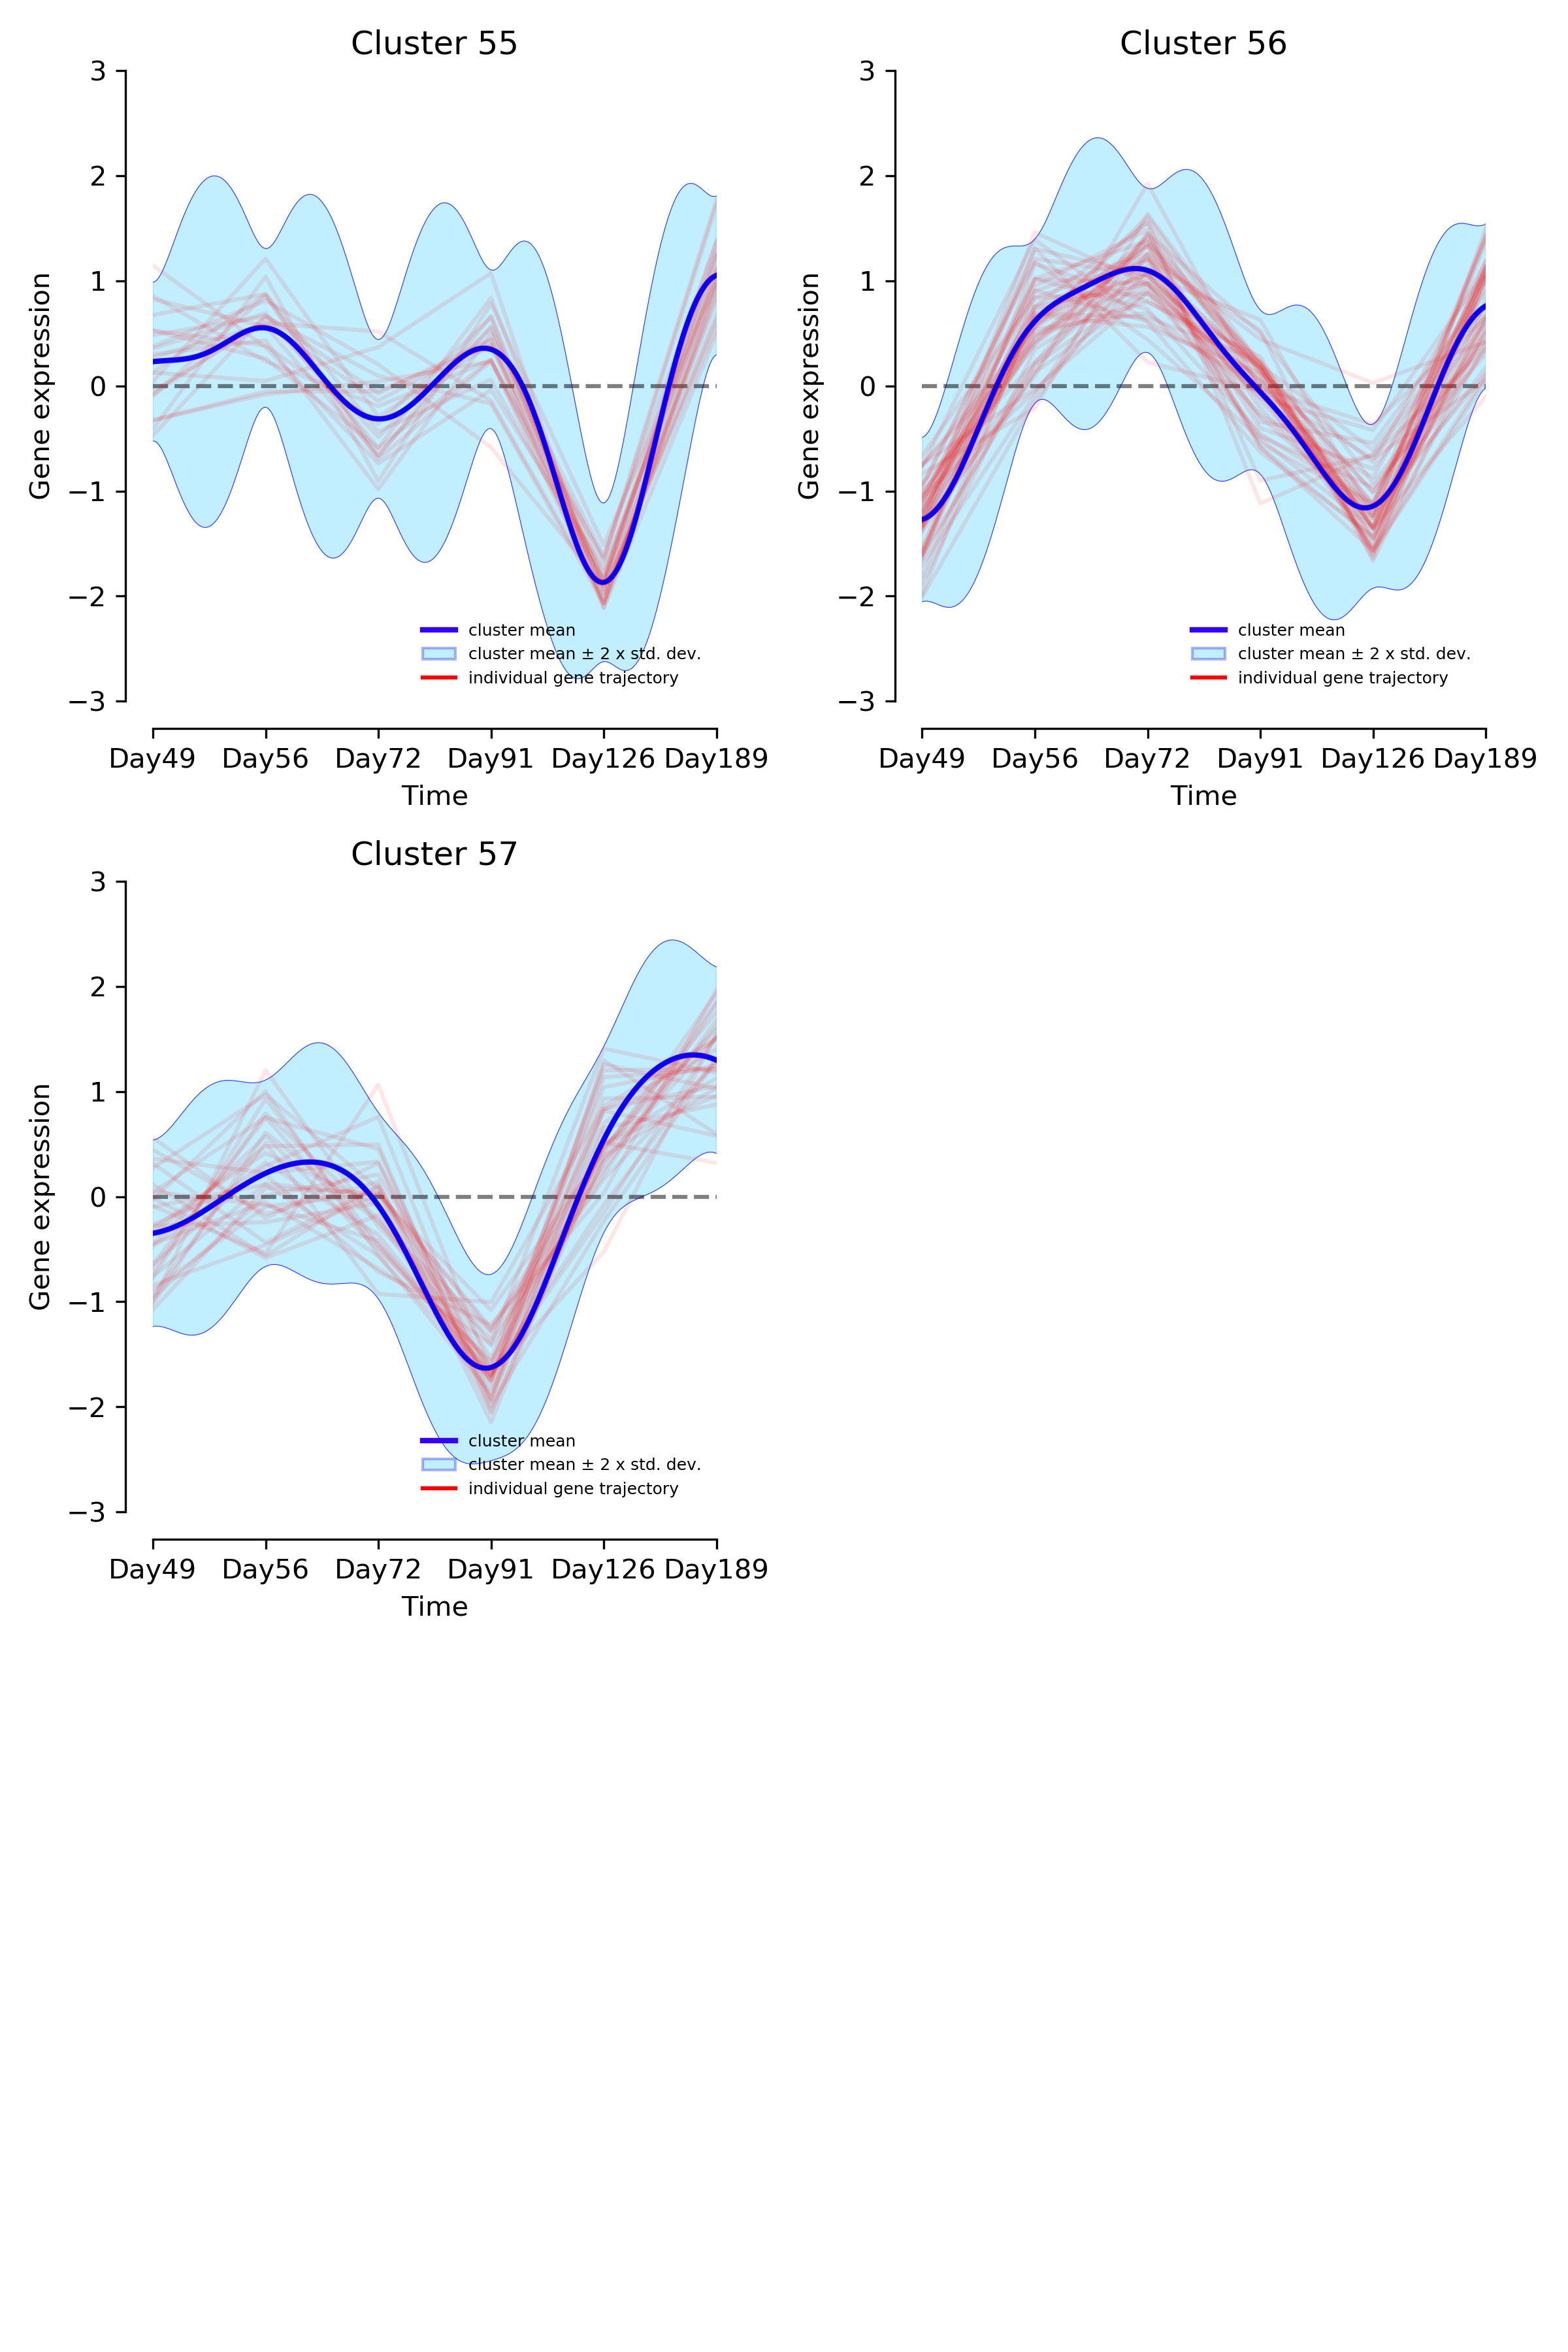 Cluster 55
3
2
1
0
−1
−2
−3
Gene expression
cluster mean
cluster mean ± 2 x std. dev.
individual gene trajectory
Day49 Day56 Day72 Day91 Day126 Day189
Time
Cluster 56
3
2
1
0
−1
−2
−3
Gene expression
cluster mean
cluster mean ± 2 x std. dev.
individual gene trajectory
Day49 Day56 Day72 Day91 Day126 Day189
Time
Cluster 57
3
2
1
0
−1
−2
−3
Gene expression
cluster mean
cluster mean ± 2 x std. dev.
individual gene trajectory
Day49 Day56 Day72 Day91 Day126 Day189
Time